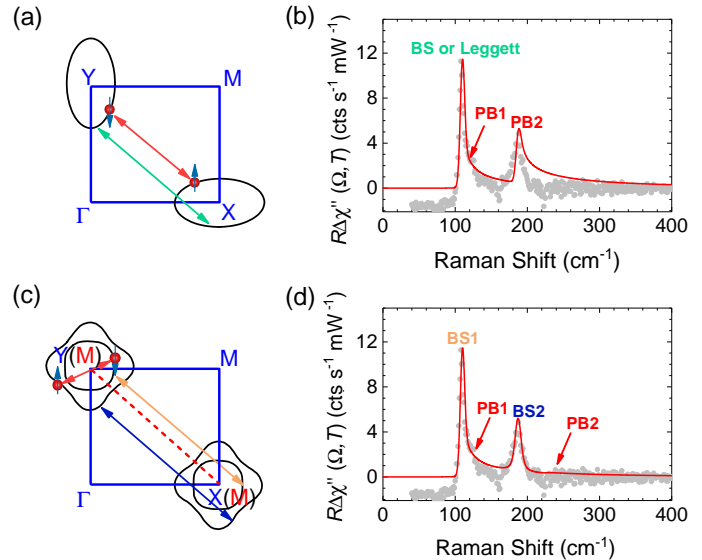 (a)
Y
M
Γ
X
(b)
BS or Leggett
PB1
PB2
RΔχ'' (Ω,T) (cts s⁻¹ mW⁻¹)
12
8
4
0
0 100 200 300 400
Raman Shift (cm⁻¹)
(c)
Y(M)
M
Γ
X(M)
(d)
BS1
PB1
BS2
PB2
RΔχ'' (Ω,T) (cts s⁻¹ mW⁻¹)
12
8
4
0
0 100 200 300 400
Raman Shift (cm⁻¹)